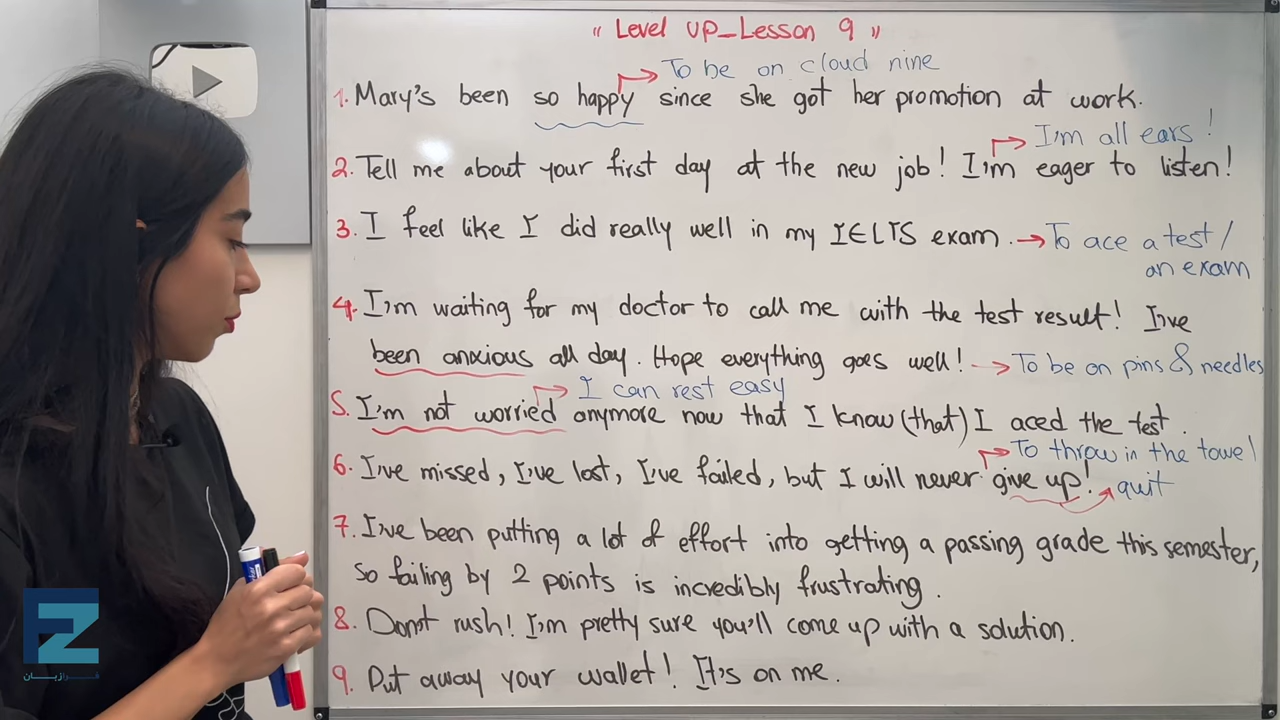 “ Level UP_Lesson 9 ”
To be on cloud nine
1. Mary's been so happy since she got her promotion at work.
I'm all ears!
2. Tell me about your first day at the new job! I'm eager to listen!
3. I feel like I did really well in my IELTS exam. → To ace a test /
an exam
4. I'm waiting for my doctor to call me with the test result! I've
been anxious all day. Hope everything goes well! → To be on pins & needles
I can rest easy
5. I'm not worried anymore now that I know (that) I aced the test.
To throw in the towel
6. I've missed, I've lost, I've failed, but I will never give up! quit
7. I've been putting a lot of effort into getting a passing grade this semester,
so failing by 2 points is incredibly frustrating.
8. Don't rush! I'm pretty sure you'll come up with a solution.
9. Put away your wallet! It's on me.
FZ
فرازبان